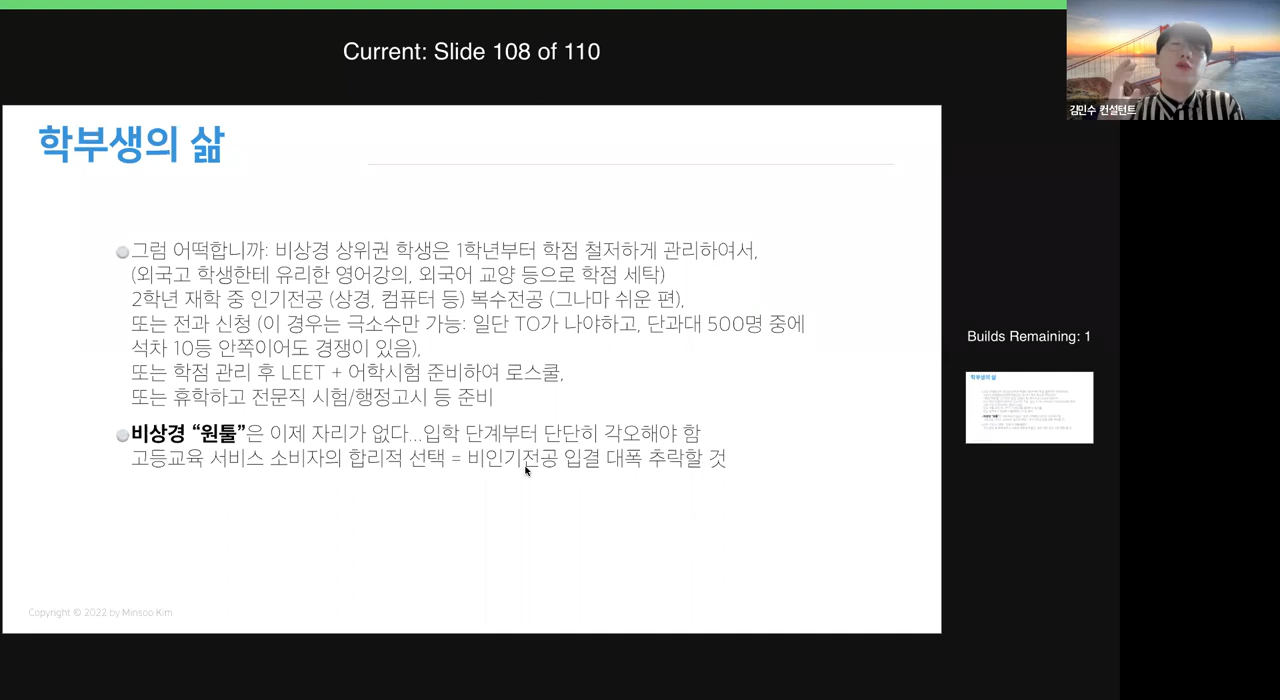 Current: Slide 108 of 110
김민수 컨설턴트
학부생의 삶
그럼 어떡합니까: 비상경 상위권 학생은 1학년부터 학점 철저하게 관리하여서,
(외국고 학생한테 유리한 영어강의, 외국어 교양 등으로 학점 세탁)
2학년 재학 중 인기전공 (상경, 컴퓨터 등) 복수전공 (그나마 쉬운 편),
또는 전과 신청 (이 경우는 극소수만 가능: 일단 TO가 나야하고, 단과대 500명 중에
석차 10등 안쪽이어도 경쟁이 있음),
또는 학점 관리 후 LEET + 어학시험 준비하여 로스쿨,
또는 휴학하고 전문직 시험/행정고시 등 준비
비상경 “원툴”은 이제 자리가 없다...입학 단계부터 단단히 각오해야 함
고등교육 서비스 소비자의 합리적 선택 = 비인기전공 입결 대폭 추락할 것
Builds Remaining: 1
학부생의 삶
Copyright © 2022 by Minsoo Kim